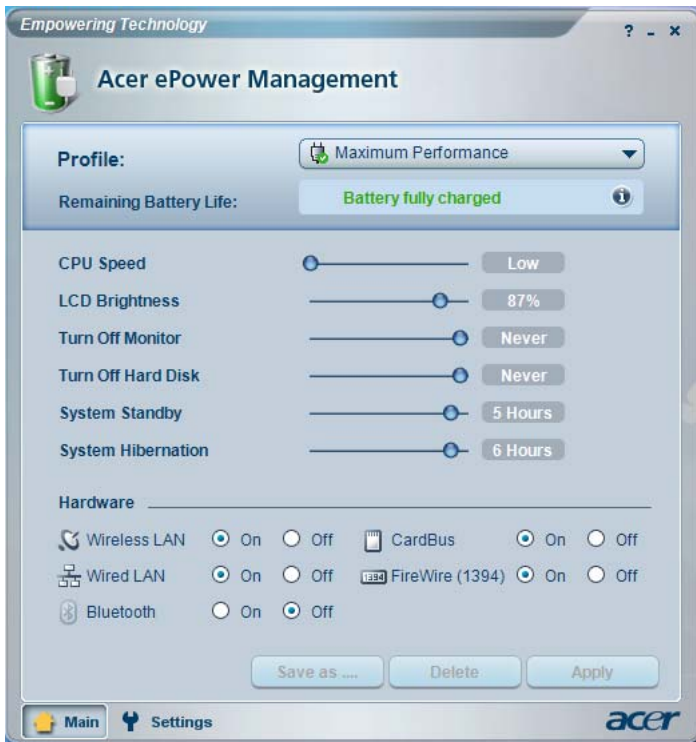 Empowering Technology
? - ×
Acer ePower Management
Profile: Maximum Performance
Remaining Battery Life: Battery fully charged
CPU Speed Low
LCD Brightness 87%
Turn Off Monitor Never
Turn Off Hard Disk Never
System Standby 5 Hours
System Hibernation 6 Hours
Hardware
Wireless LAN On Off CardBus On Off
Wired LAN On Off 1394 FireWire (1394) On Off
Bluetooth On Off
Save as .... Delete Apply
Main Settings acer